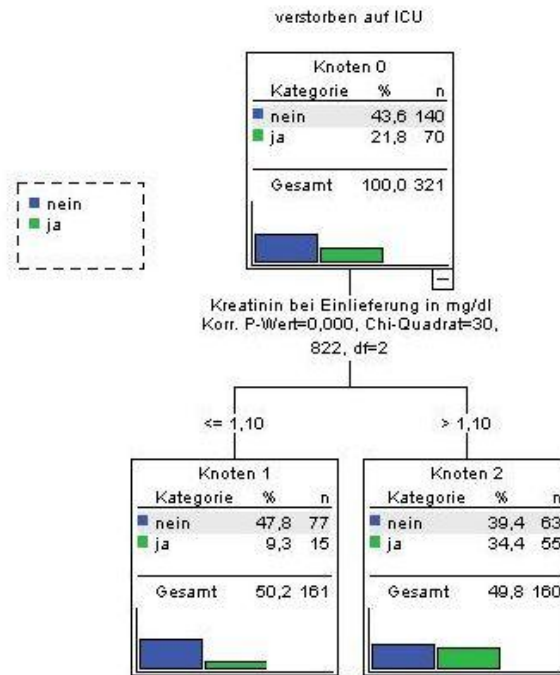 verstorben auf ICU
Knoten 0
Kategorie % n
nein 43,6 140
ja 21,8 70
Gesamt 100,0 321
nein
ja
Kreatinin bei Einlieferung in mg/dl
Korr. P-Wert=0,000, Chi-Quadrat=30,
822, df=2
<= 1,10
> 1,10
Knoten 1
Kategorie % n
nein 47,8 77
ja 9,3 15
Gesamt 50,2 161
Knoten 2
Kategorie % n
nein 39,4 63
ja 34,4 55
Gesamt 49,8 160